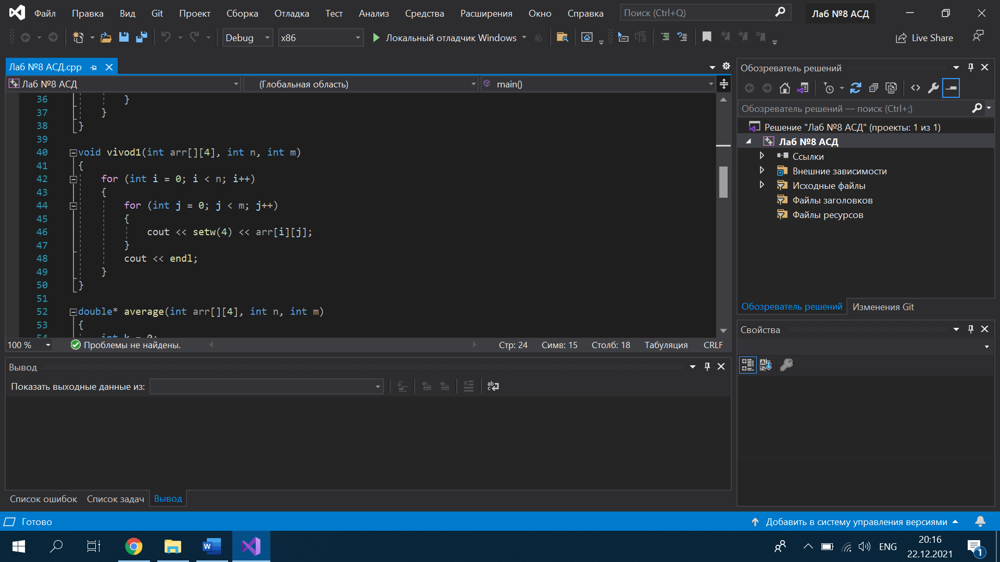 Файл Правка Вид Git Проект Сборка Отладка Тест Анализ Средства Расширения Окно Справка Поиск (Ctrl+Q) Лаб №8 АСД
Debug x86 Локальный отладчик Windows Live Share
Лаб №8 АСД.cpp
Лаб №8 АСД (Глобальная область) main()
36 }
37 }
38 }
39
40 void vivod1(int arr[][4], int n, int m)
41 {
42 for (int i = 0; i < n; i++)
43 {
44 for (int j = 0; j < m; j++)
45 {
46 cout << setw(4) << arr[i][j];
47 }
48 cout << endl;
49 }
50 }
51
52 double* average(int arr[][4], int n, int m)
53 {
54 int k = 0;
100 % Проблемы не найдены. Стр: 24 Симв: 15 Столб: 18 Табуляция CRLF
Вывод
Показать выходные данные из:
Список ошибок Список задач Вывод
Обозреватель решений
Обозреватель решений — поиск (Ctrl+;)
Решение "Лаб №8 АСД" (проекты: 1 из 1)
Лаб №8 АСД
Ссылки
Внешние зависимости
Исходные файлы
Файлы заголовков
Файлы ресурсов
Обозреватель решений Изменения Git
Свойства
Готово Добавить в систему управления версиями
ENG 20:16
22.12.2021
1